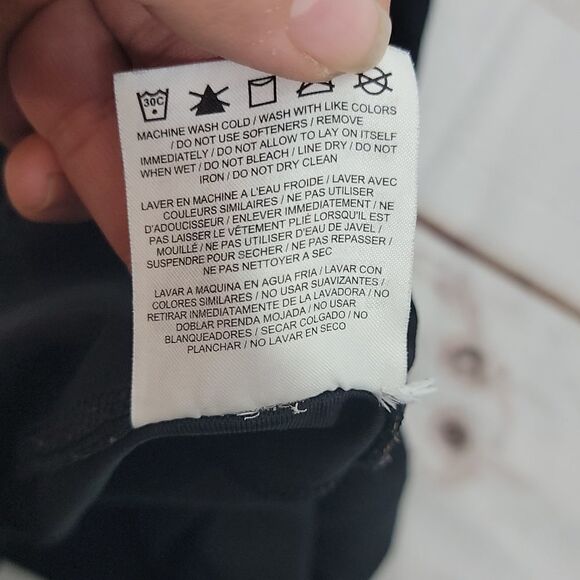 30C
MACHINE WASH COLD / WASH WITH LIKE COLORS
/ DO NOT USE SOFTENERS / REMOVE
IMMEDIATELY / DO NOT ALLOW TO LAY ON ITSELF
WHEN WET / DO NOT BLEACH / LINE DRY / DO NOT
IRON / DO NOT DRY CLEAN
LAVER EN MACHINE A L'EAU FROIDE / LAVER AVEC
COULEURS SIMILAIRES / NE PAS UTILISER
D'ADOUCISSEUR / ENLEVER IMMEDIATEMENT / NE
PAS LAISSER LE VÊTEMENT PLIÉ LORSQU'IL EST
MOUILLÉ / NE PAS UTILISER D'EAU DE JAVEL /
SUSPENDRE POUR SECHER / NE PAS REPASSER /
NE PAS NETTOYER A SEC
LAVAR A MAQUINA EN AGUA FRIA / LAVAR CON
COLORES SIMILARES / NO USAR SUAVIZANTES /
RETIRAR INMEDIATAMENTE DE LA LAVADORA / NO
DOBLAR PRENDA MOJADA / NO USAR
BLANQUEADORES / SECAR COLGADO / NO
PLANCHAR / NO LAVAR EN SECO